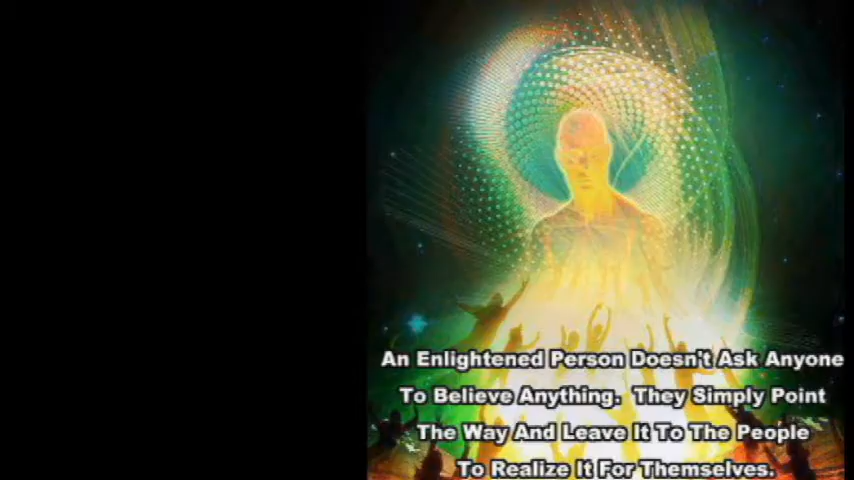 An Enlightened Person Doesn't Ask Anyone
To Believe Anything. They Simply Point
The Way And Leave It To The People
To Realize It For Themselves.